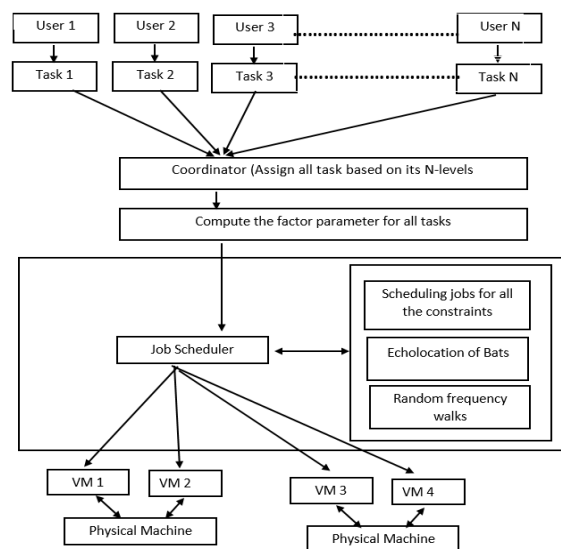 User 1
User 2
User 3
User N
Task 1
Task 2
Task 3
Task N
Coordinator (Assign all task based on its N-levels
Compute the factor parameter for all tasks
Scheduling jobs for all
the constraints
Job Scheduler
Echolocation of Bats
Random frequency
walks
VM 1
VM 2
VM 3
VM 4
Physical Machine
Physical Machine